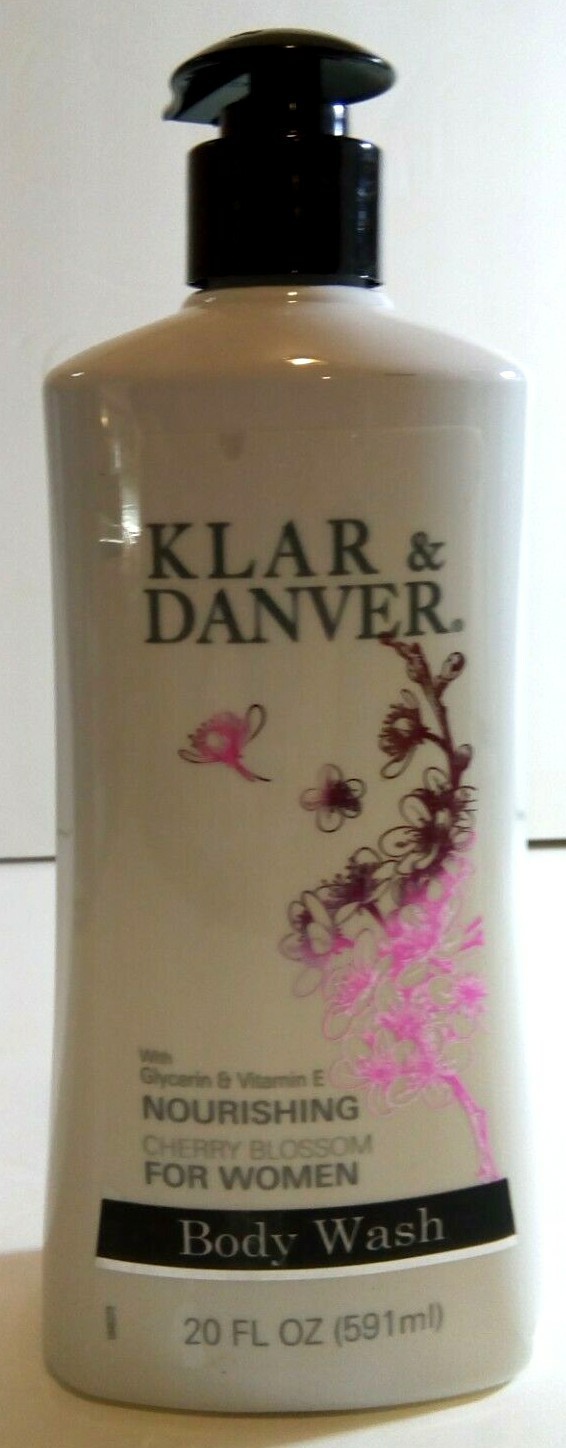 KLAR &
DANVER®
With
Glycerin & Vitamin E
NOURISHING
CHERRY BLOSSOM
FOR WOMEN
Body Wash
20 FL OZ (591ml)